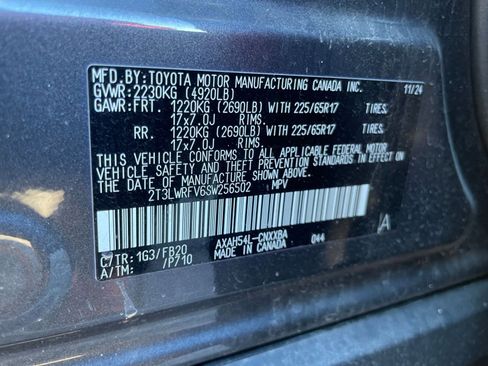 MFD.BY:TOYOTA MOTOR MANUFACTURING CANADA INC. 11/24
GVWR:2230KG (4920LB)
GAWR:FRT. 1220KG (2690LB) WITH 225/65R17 TIRES,
17x7.0J RIMS.
RR. 1220KG (2690LB) WITH 225/65R17 TIRES,
17x7.0J RIMS.
THIS VEHICLE CONFORMS TO ALL APPLICABLE FEDERAL MOTOR
VEHICLE SAFETY AND THEFT PREVENTION STANDARDS IN EFFECT ON
THE DATE OF MANUFACTURE SHOWN ABOVE.
2T3LWRFV6SW256502 MPV
C/TR:1G3/FB20 AXAH54L-CNXXBA 044
A/TM: /P710 MADE IN CANADA
A